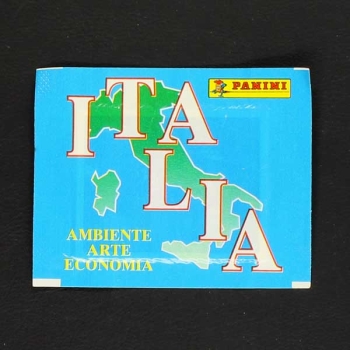 PANINI
ITALIA
AMBIENTE
ARTE
ECONOMIA